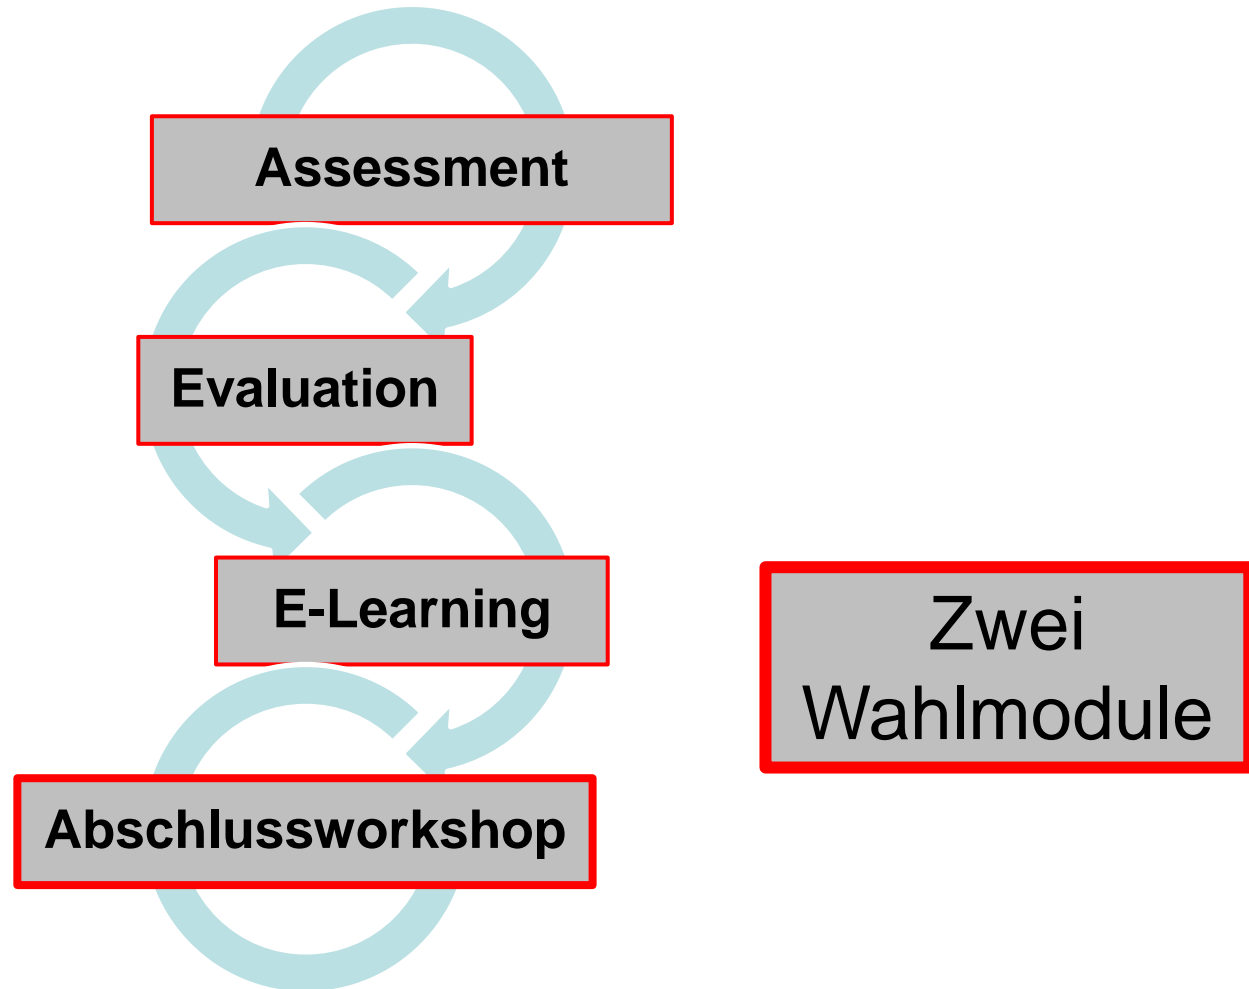 Assessment
Evaluation
E-Learning
Abschlussworkshop
Zwei
Wahlmodule